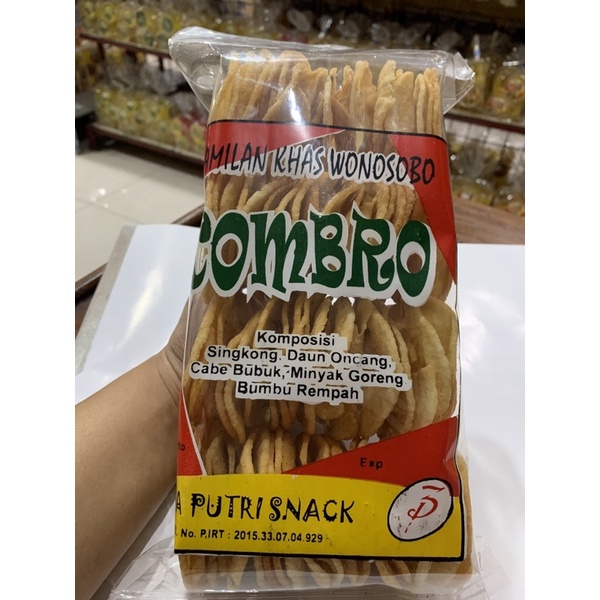 AMILAN KHAS WONOSOBO
COMBRO
Komposisi
Singkong, Daun Oncang,
Cabe Bubuk, Minyak Goreng
Bumbu Rempah
Exp
A PUTRI SNACK
No. P.IRT : 2015.33.07.04.929